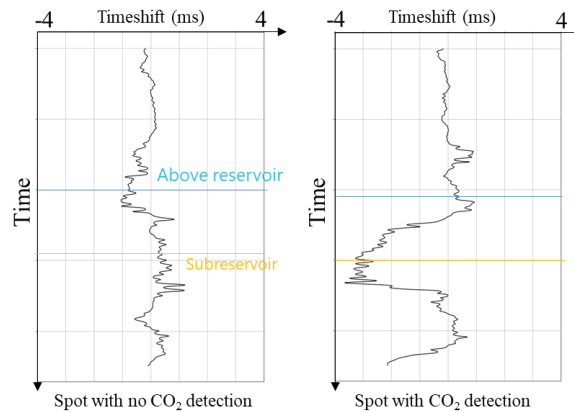 -4 Timeshift (ms) 4
-4 Timeshift (ms) 4
Time
Above reservoir
Subreservoir
Time
Spot with no CO₂ detection
Spot with CO₂ detection